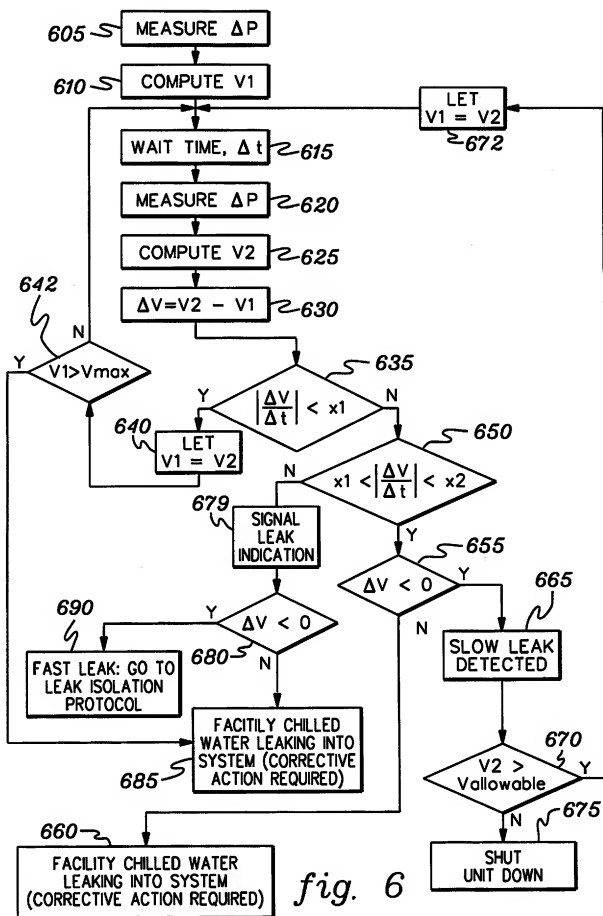 605
MEASURE ΔP
610
COMPUTE V1
LET
V1 = V2
672
WAIT TIME, Δt
615
MEASURE ΔP
620
COMPUTE V2
625
642
ΔV=V2 - V1
630
N
Y
V1>Vmax
635
Y
|ΔV/Δt| < x1
N
640
LET
V1 = V2
650
N
x1 <|ΔV/Δt|< x2
679
SIGNAL
LEAK
INDICATION
Y
655
ΔV < 0
Y
665
690
Y
ΔV < 0
680
N
N
SLOW LEAK
DETECTED
FAST LEAK: GO TO
LEAK ISOLATION
PROTOCOL
FACITILY CHILLED
WATER LEAKING INTO
SYSTEM (CORRECTIVE
ACTION REQUIRED)
685
670
V2 >
Vallowable
Y
N
675
660
FACILITY CHILLED WATER
LEAKING INTO SYSTEM
(CORRECTIVE ACTION REQUIRED)
SHUT
UNIT DOWN
fig. 6